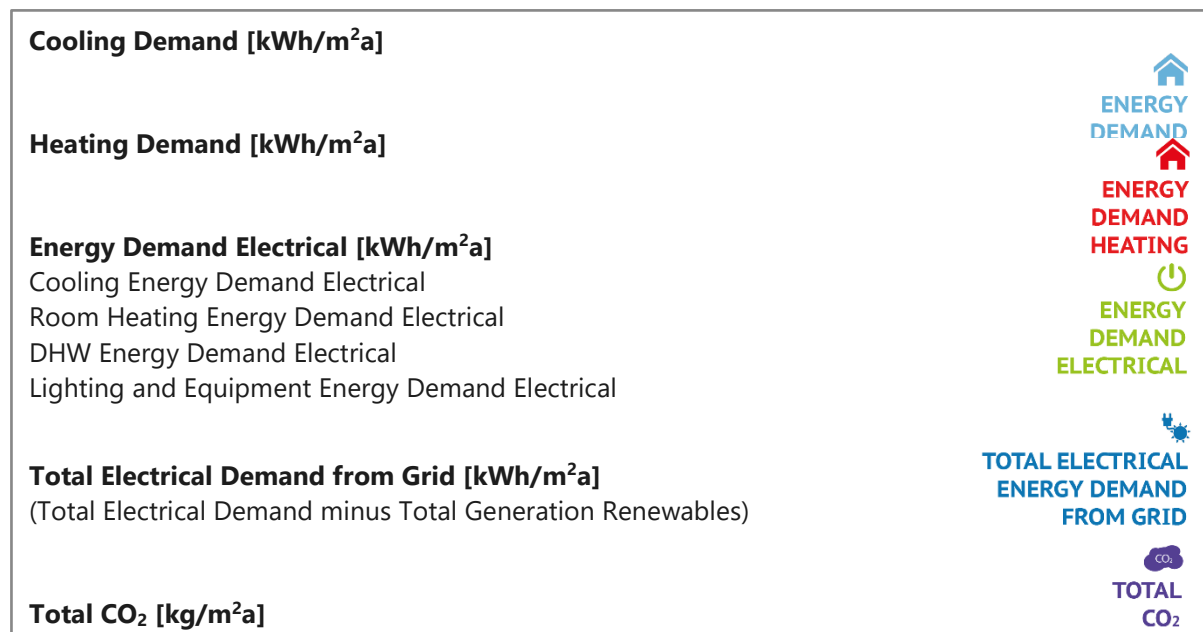 Cooling Demand [kWh/m²a]
ENERGY
DEMAND
Heating Demand [kWh/m²a]
ENERGY
DEMAND
HEATING
Energy Demand Electrical [kWh/m²a]
Cooling Energy Demand Electrical
Room Heating Energy Demand Electrical
DHW Energy Demand Electrical
Lighting and Equipment Energy Demand Electrical
ENERGY
DEMAND
ELECTRICAL
Total Electrical Demand from Grid [kWh/m²a]
(Total Electrical Demand minus Total Generation Renewables)
TOTAL ELECTRICAL
ENERGY DEMAND
FROM GRID
Total CO₂ [kg/m²a]
CO₂
TOTAL
CO₂